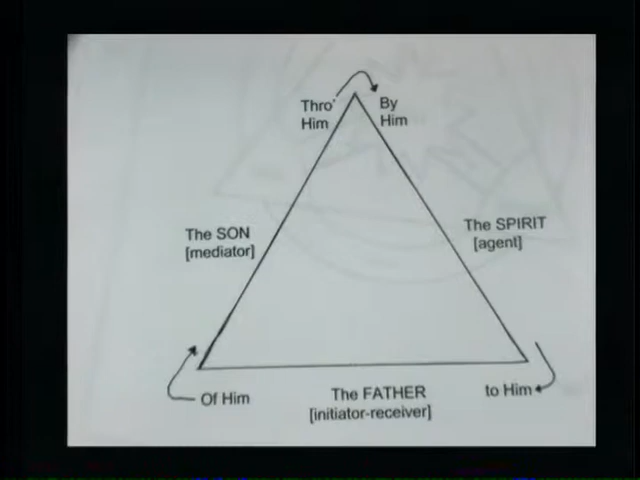 Thro'
Him
By
Him
The SON
[mediator]
The SPIRIT
[agent]
Of Him
The FATHER
[initiator-receiver]
to Him